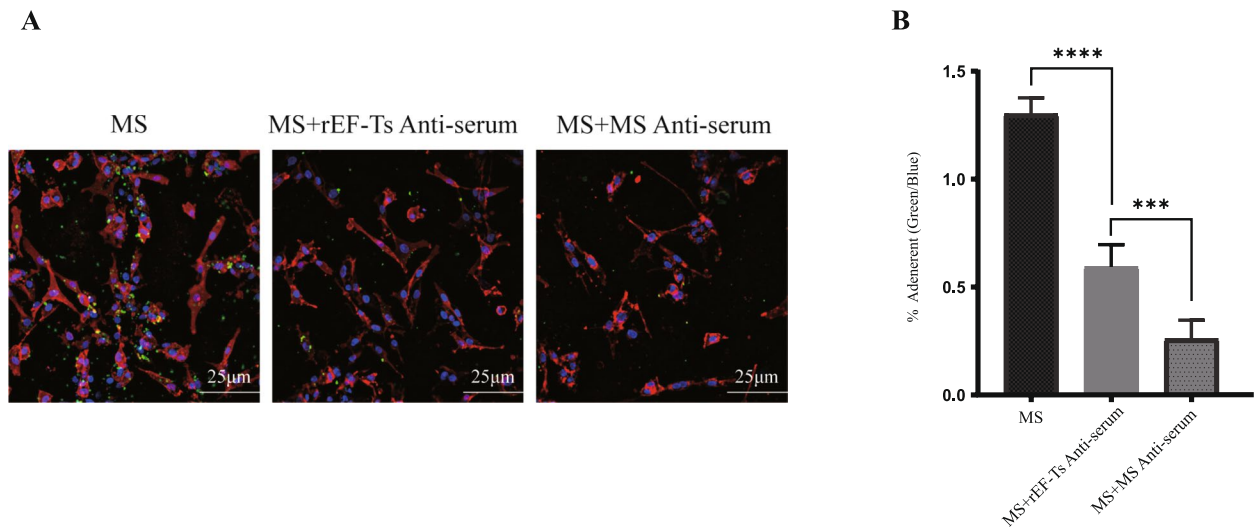 A
MS
MS+rEF-Ts Anti-serum
MS+MS Anti-serum
25μm
25μm
25μm
B
% Adenerent (Green/Blue)
1.5
1.0
0.5
0.0
****
***
MS
MS+rEF-Ts Anti-serum
MS+MS Anti-serum